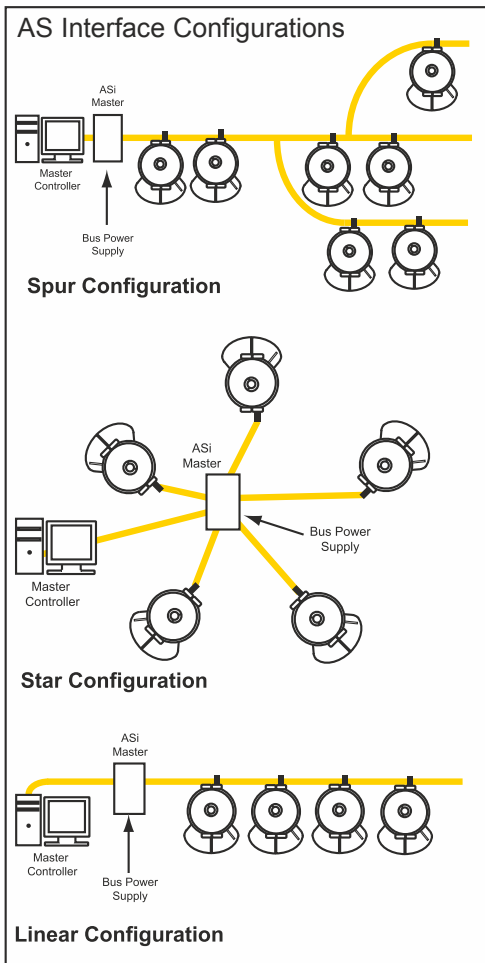 AS Interface Configurations
ASi
Master
Master
Controller
Bus Power
Supply
Spur Configuration
ASi
Master
Bus Power
Supply
Master
Controller
Star Configuration
ASi
Master
Master
Controller
Bus Power
Supply
Linear Configuration